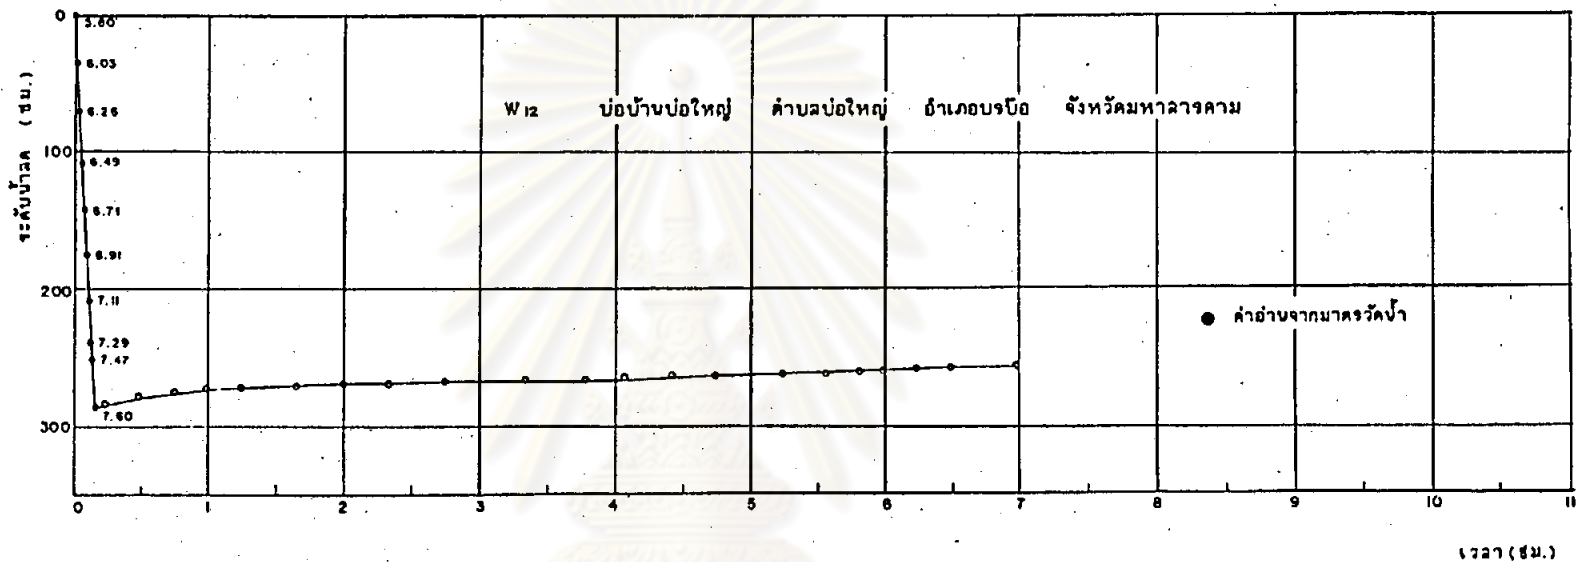 0
5.80
6.03
6.26
W12 บ่อบ้านบ่อใหญ่ ตำบลบ่อใหญ่ อำเภอบรบือ จังหวัดมหาสารคาม
100
6.49
6.71
6.91
ระดับน้ำลด (ซม.)
200
7.11
ค่าอ่านจากมาตรวัดน้ำ
7.29
7.47
7.60
300
0 1 2 3 4 5 6 7 8 9 10 11
เวลา (ชม.)